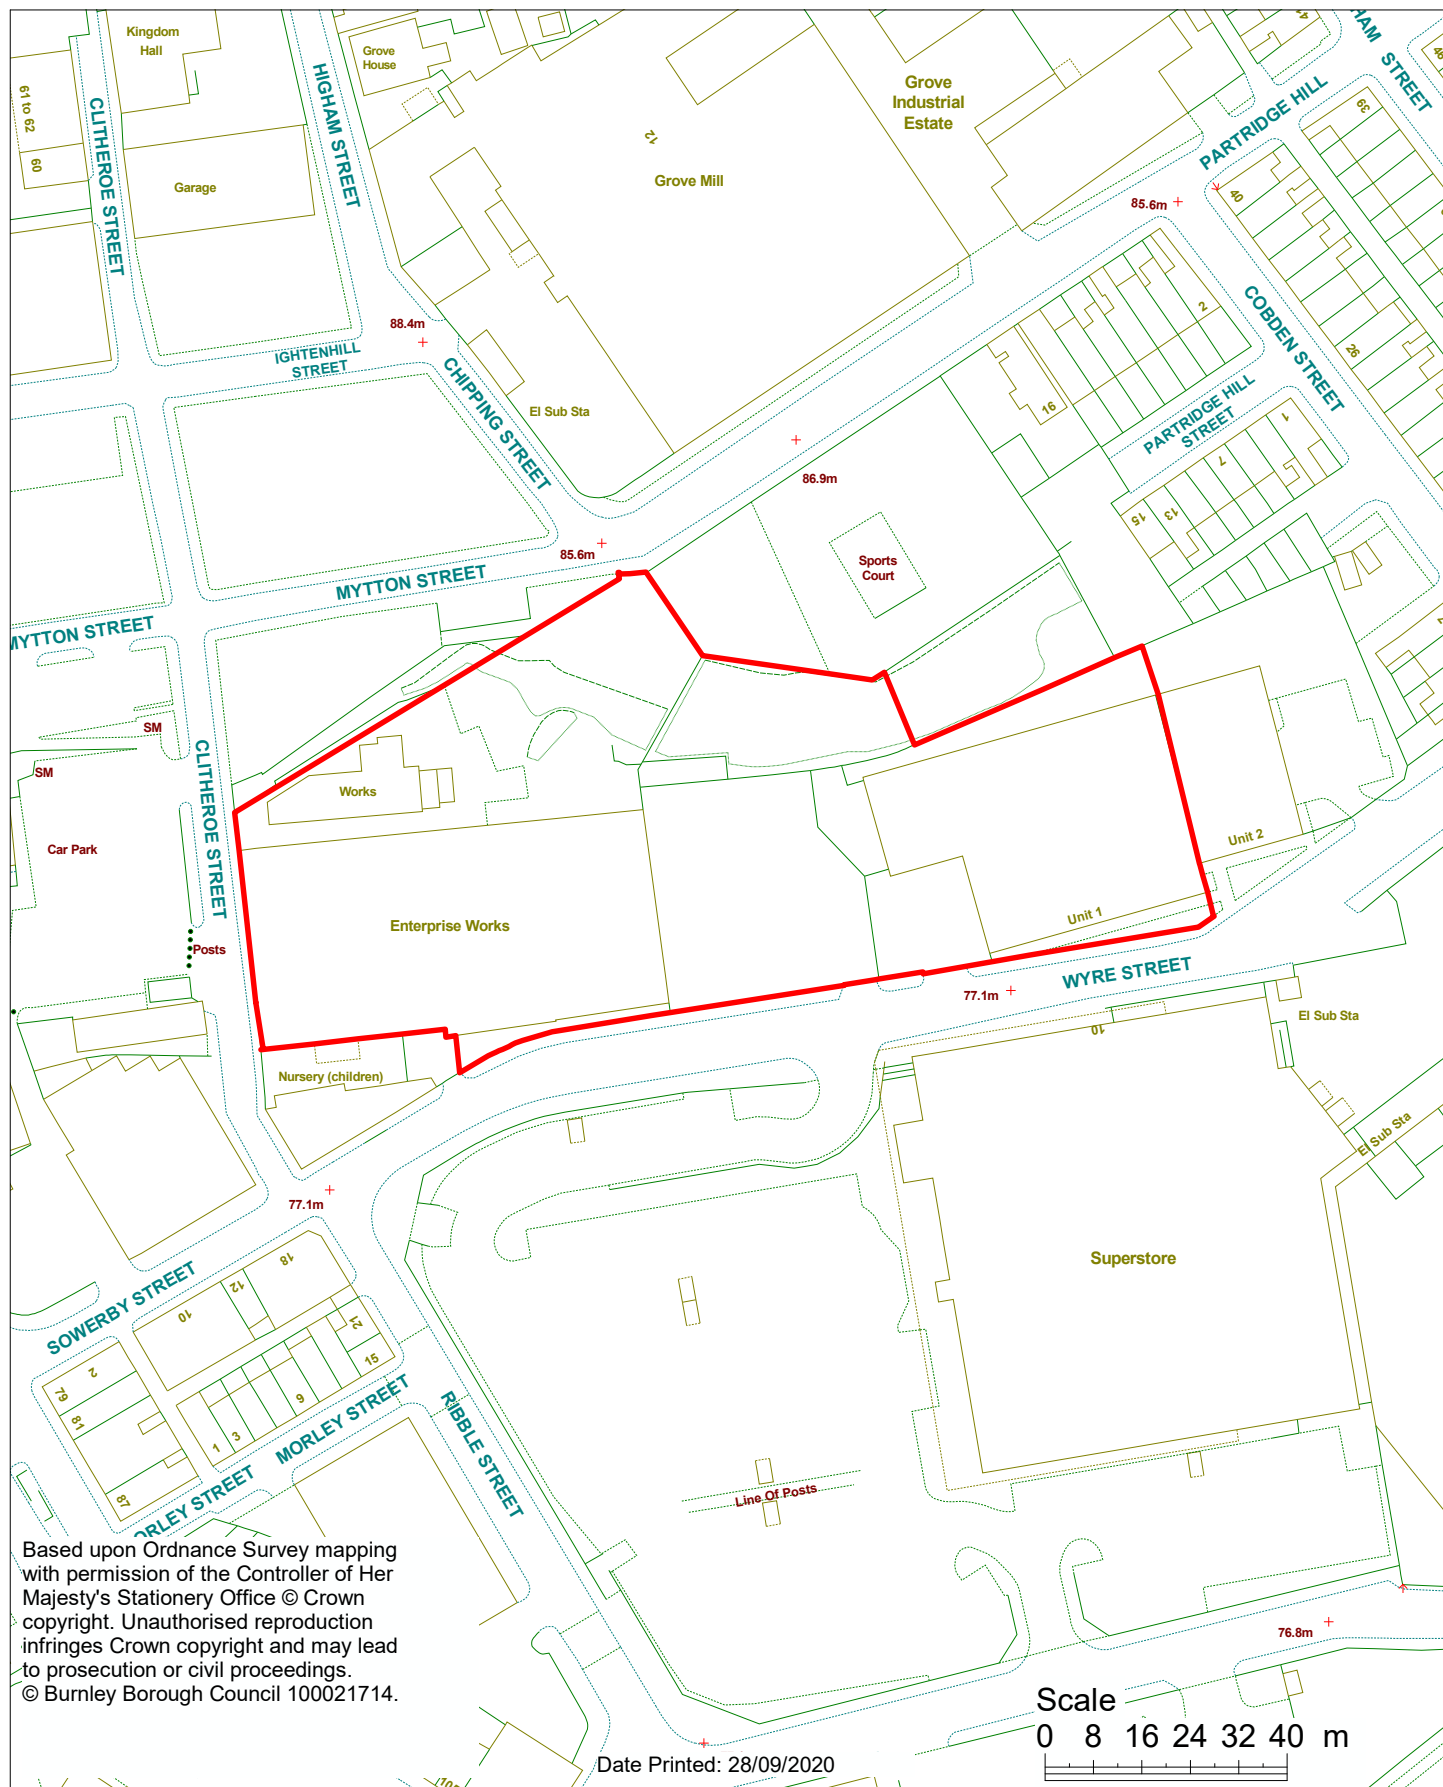 Kingdom
Hall
61 to 62
60
CLITHEROE STREET
HIGHAM STREET
Garage
Grove
House
12
Grove Mill
Grove
Industrial
Estate
42
HAM STREET
48
PARTRIDGE HILL
39
40
85.6m
COBDEN STREET
26
2
PARTRIDGE HILL
STREET
16
1
7
13
15
88.4m
IGHTENHILL
STREET
CHIPPING STREET
El Sub Sta
86.9m
85.6m
Sports
Court
MYTTON STREET
MYTTON STREET
SM
SM
Car Park
CLITHEROE STREET
Posts
Works
Enterprise Works
Unit 1
Unit 2
WYRE STREET
77.1m
10
El Sub Sta
El Sub Sta
Nursery (children)
77.1m
Superstore
SOWERBY STREET
18
12
10
2
79
81
87
21
15
9
3
1
MORLEY STREET
ORLEY STREET
RIBBLE STREET
Line Of Posts
76.8m
Based upon Ordnance Survey mapping
with permission of the Controller of Her
Majesty's Stationery Office © Crown
copyright. Unauthorised reproduction
infringes Crown copyright and may lead
to prosecution or civil proceedings.
© Burnley Borough Council 100021714.
Scale
0 8 16 24 32 40 m
Date Printed: 28/09/2020